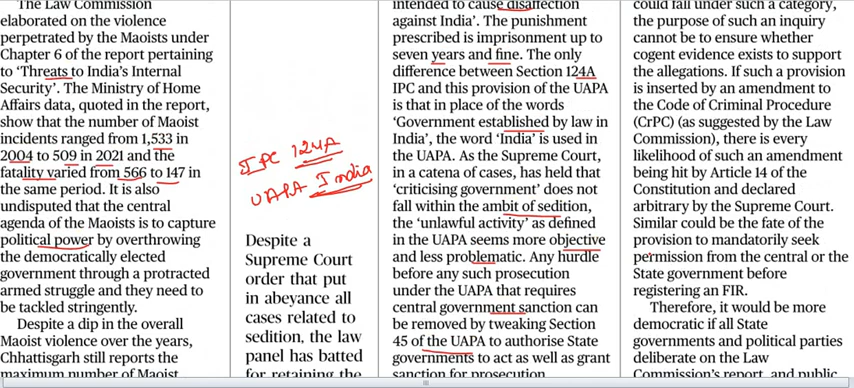 The Law Commission
elaborated on the violence
perpetrated by the Maoists under
Chapter 6 of the report pertaining
to ‘Threats to India’s Internal
Security’. The Ministry of Home
Affairs data, quoted in the report,
show that the number of Maoist
incidents ranged from 1,533 in
2004 to 509 in 2021 and the
fatality varied from 566 to 147 in
the same period. It is also
undisputed that the central
agenda of the Maoists is to capture
political power by overthrowing
the democratically elected
government through a protracted
armed struggle and they need to
be tackled stringently.
Despite a dip in the overall
Maoist violence over the years,
Chhattisgarh still reports the
maximum number of Maoist
IPC 124A
UAPA India
Despite a
Supreme Court
order that put
in abeyance all
cases related to
sedition, the law
panel has batted
for retaining the
intended to cause disaffection
against India’. The punishment
prescribed is imprisonment up to
seven years and fine. The only
difference between Section 124A
IPC and this provision of the UAPA
is that in place of the words
‘Government established by law in
India’, the word ‘India’ is used in
the UAPA. As the Supreme Court,
in a catena of cases, has held that
‘criticising government’ does not
fall within the ambit of sedition,
the ‘unlawful activity’ as defined
in the UAPA seems more objective
and less problematic. Any hurdle
before any such prosecution
under the UAPA that requires
central government sanction can
be removed by tweaking Section
45 of the UAPA to authorise State
governments to act as well as grant
sanction for prosecution.
could fall under such a category,
the purpose of such an inquiry
cannot be to ensure whether
cogent evidence exists to support
the allegations. If such a provision
is inserted by an amendment to
the Code of Criminal Procedure
(CrPC) (as suggested by the Law
Commission), there is every
likelihood of such an amendment
being hit by Article 14 of the
Constitution and declared
arbitrary by the Supreme Court.
Similar could be the fate of the
provision to mandatorily seek
permission from the central or the
State government before
registering an FIR.
Therefore, it would be more
democratic if all State
governments and political parties
deliberate on the Law
Commission’s report, and public